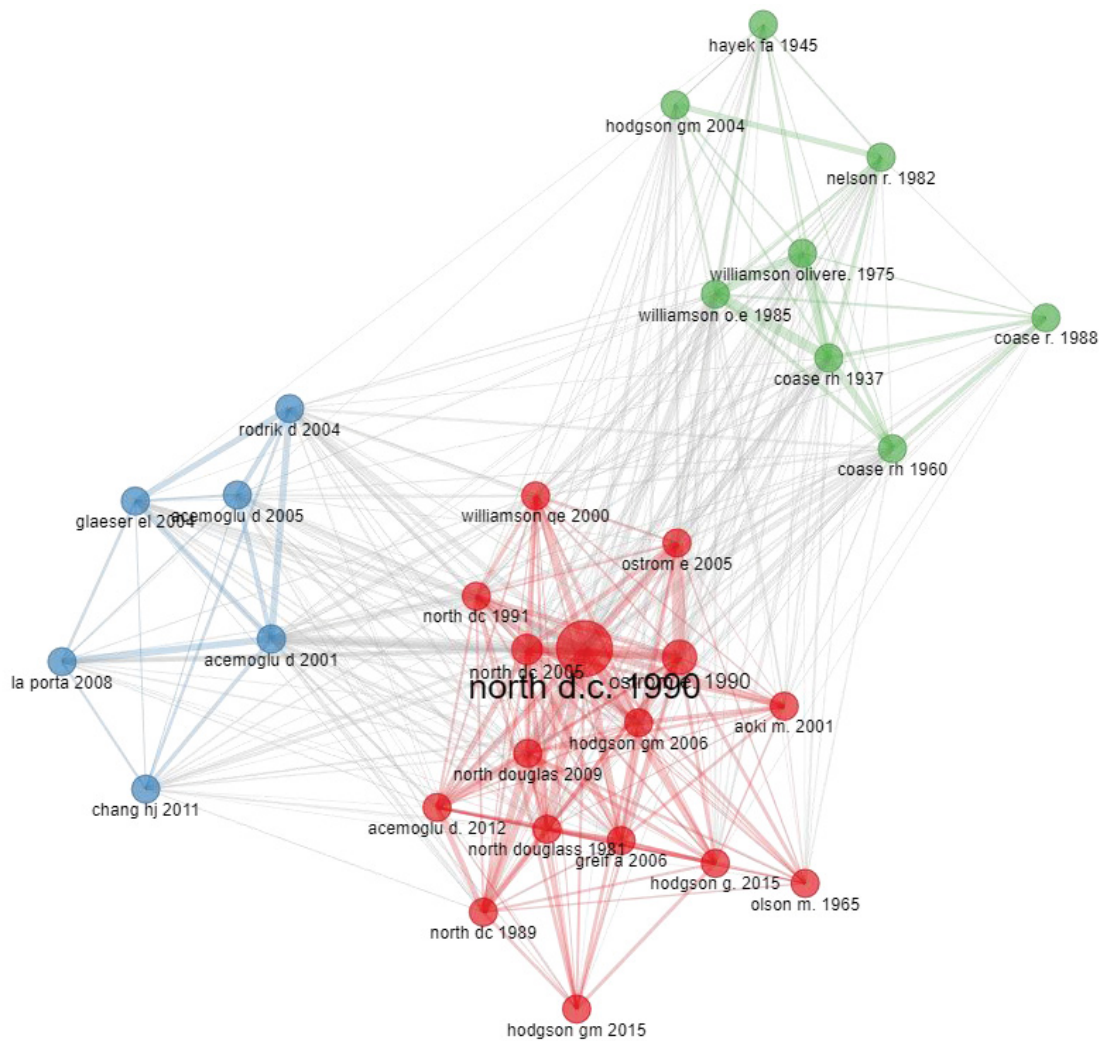 hayek fa 1945
hodgson gm 2004
nelson r. 1982
williamson olivere. 1975
williamson o.e 1985
coase r. 1988
coase rh 1937
rodrik d 2004
coase rh 1960
acemoglu d 2005
glaeser el 2004
williamson qe 2000
ostrom e 2005
north dc 1991
acemoglu d 2001
north dc 2005
la porta 2008
ostrom e. 1990
north d.c. 1990
aoki m. 2001
hodgson gm 2006
north douglas 2009
chang hj 2011
acemoglu d. 2012
north douglass 1981
greif a 2006
hodgson g. 2015
olson m. 1965
north dc 1989
hodgson gm 2015